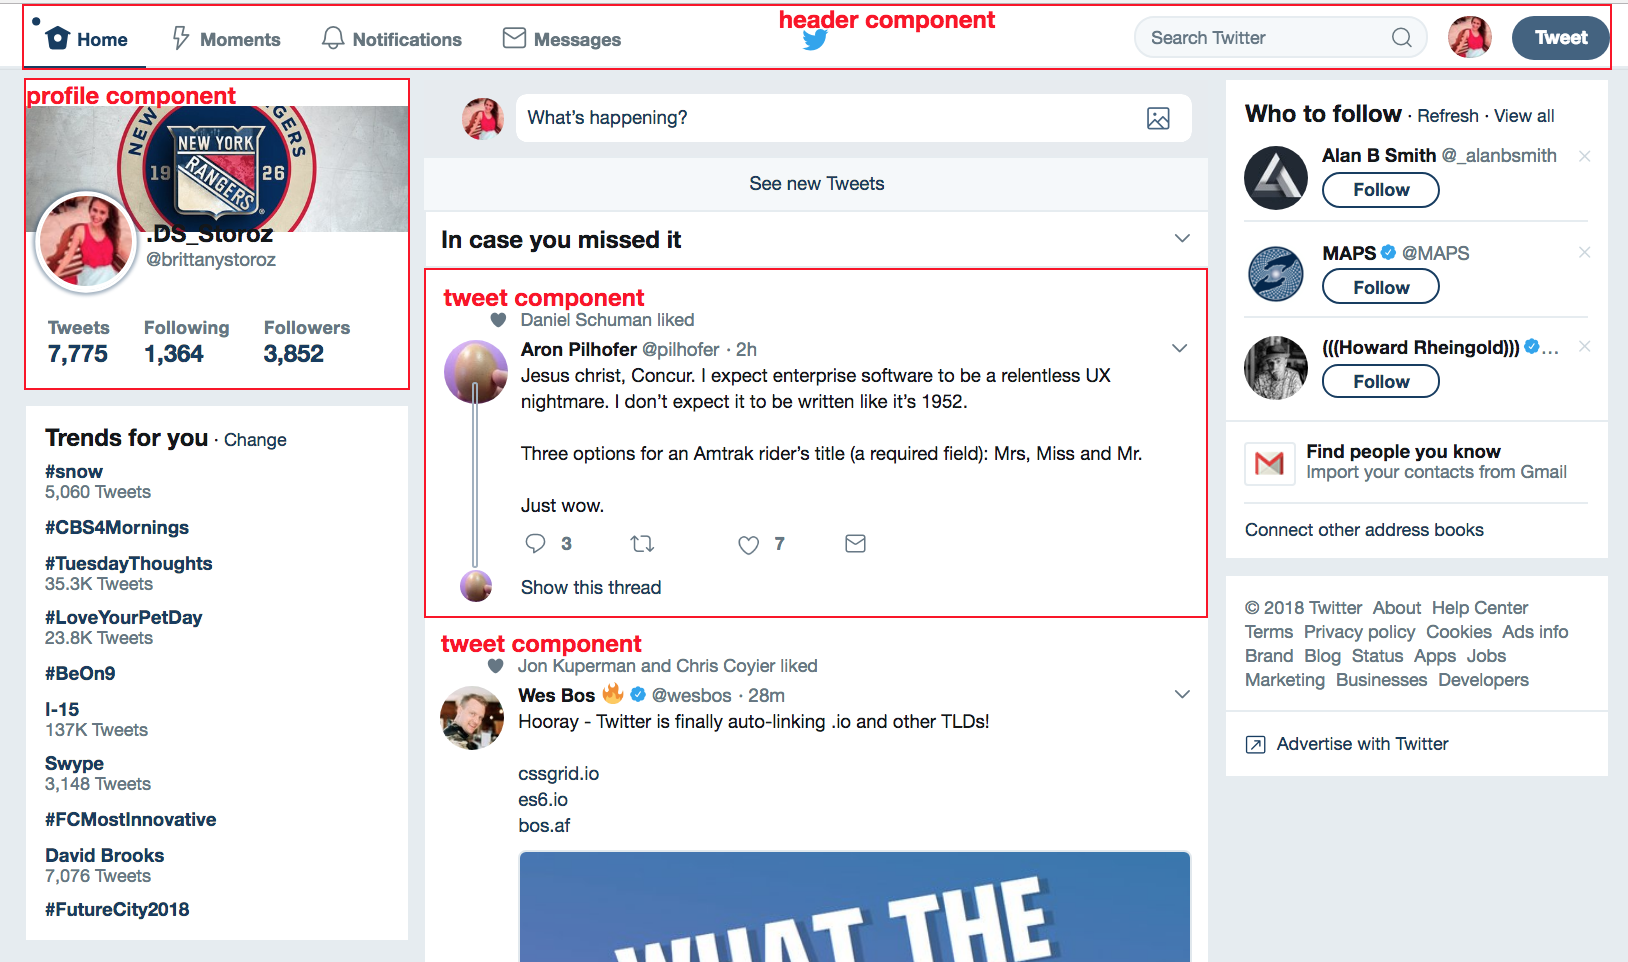 header component
Home Moments Notifications Messages Search Twitter Tweet
profile component
NEW YORK RANGERS
19 26
.DS_Storoz
@brittanystoroz
Tweets Following Followers
7,775 1,364 3,852
Trends for you · Change
#snow
5,060 Tweets
#CBS4Mornings
#TuesdayThoughts
35.3K Tweets
#LoveYourPetDay
23.8K Tweets
#BeOn9
I-15
137K Tweets
Swype
3,148 Tweets
#FCMostInnovative
David Brooks
7,076 Tweets
#FutureCity2018
What's happening?
See new Tweets
In case you missed it
tweet component
Daniel Schuman liked
Aron Pilhofer @pilhofer · 2h
Jesus christ, Concur. I expect enterprise software to be a relentless UX
nightmare. I don't expect it to be written like it's 1952.
Three options for an Amtrak rider's title (a required field): Mrs, Miss and Mr.
Just wow.
3 7
Show this thread
tweet component
Jon Kuperman and Chris Coyier liked
Wes Bos 🔥 @wesbos · 28m
Hooray - Twitter is finally auto-linking .io and other TLDs!
cssgrid.io
es6.io
bos.af
WHAT THE
Who to follow · Refresh · View all
Alan B Smith @_alanbsmith
Follow
MAPS @MAPS
Follow
(((Howard Rheingold))) ...
Follow
Find people you know
Import your contacts from Gmail
Connect other address books
© 2018 Twitter About Help Center
Terms Privacy policy Cookies Ads info
Brand Blog Status Apps Jobs
Marketing Businesses Developers
Advertise with Twitter